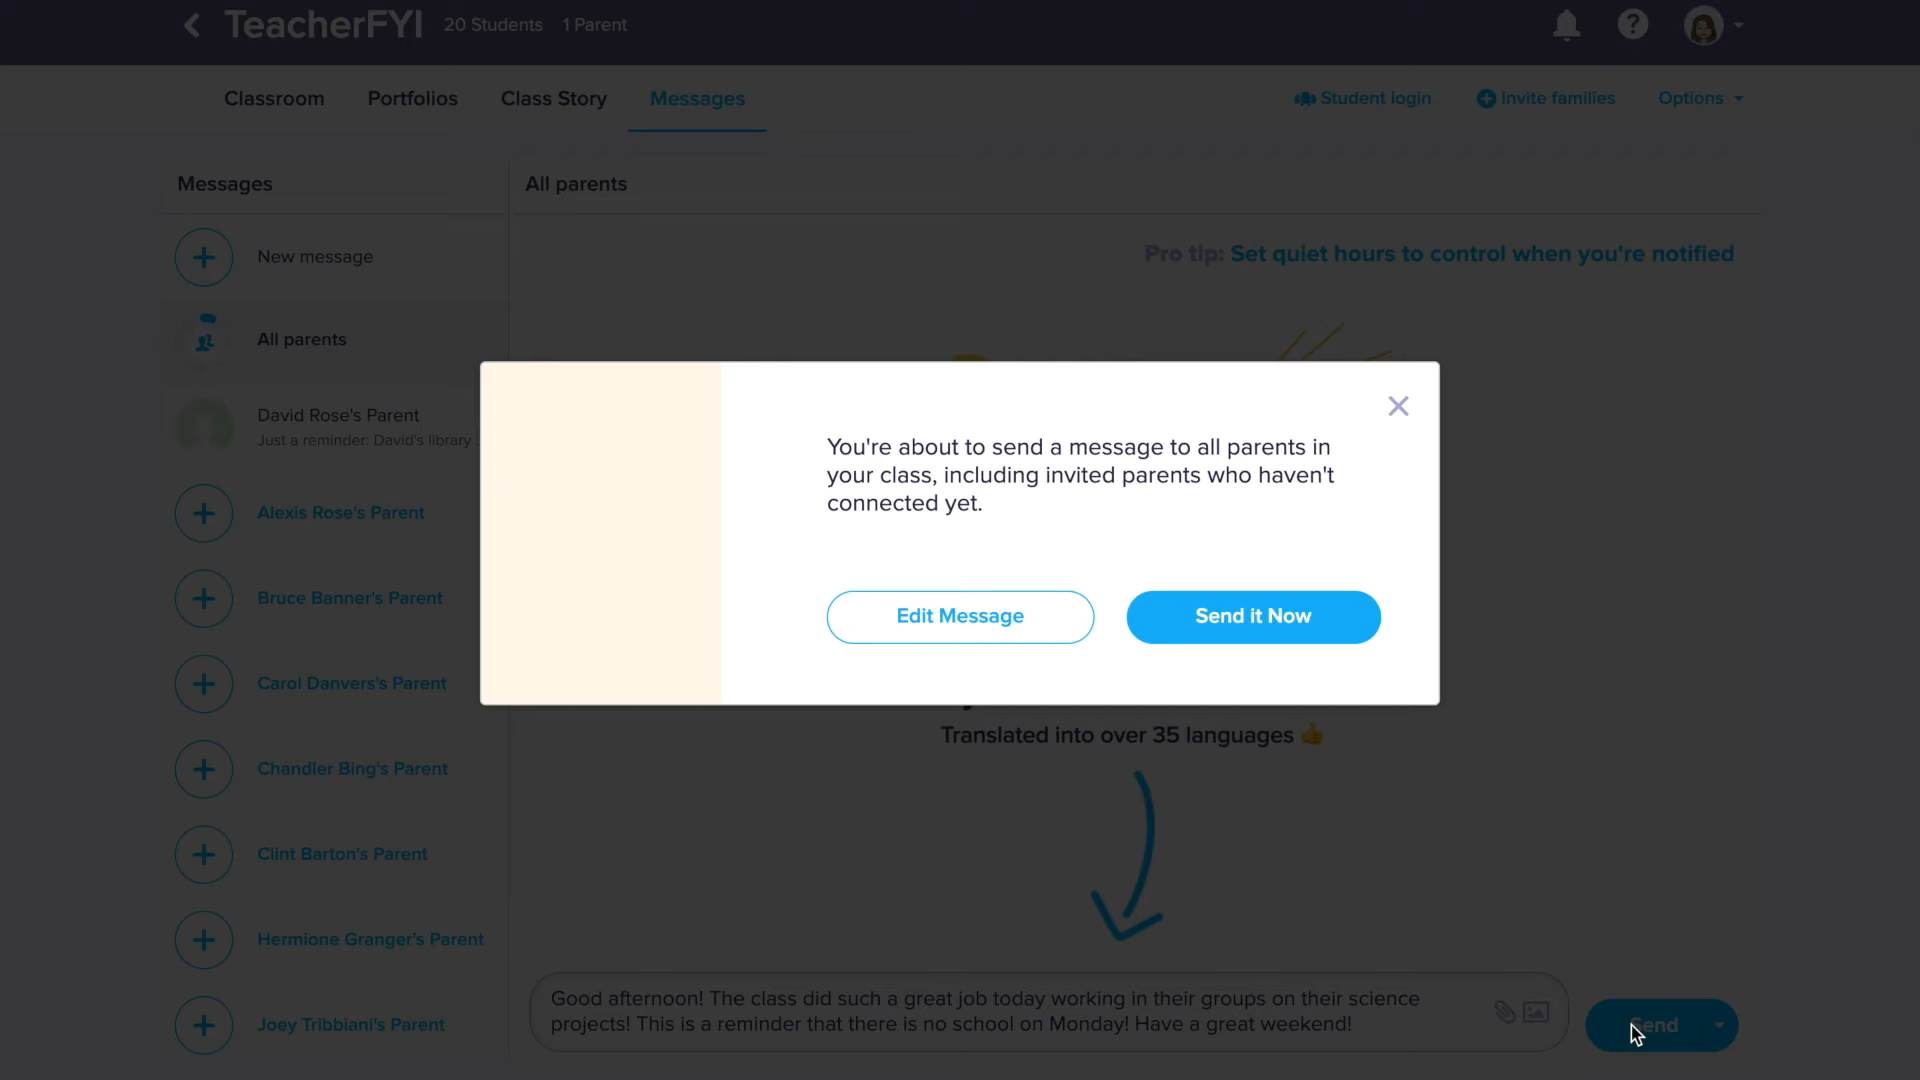 TeacherFYI 20 Students 1 Parent
Classroom Portfolios Class Story Messages Student login Invite families Options
Messages
All parents
New message
Pro tip: Set quiet hours to control when you're notified
All parents
David Rose's Parent
Just a reminder: David's library
Alexis Rose's Parent
Bruce Banner's Parent
Carol Danvers's Parent
Chandler Bing's Parent
Clint Barton's Parent
Hermione Granger's Parent
Joey Tribbiani's Parent
You're about to send a message to all parents in
your class, including invited parents who haven't
connected yet.
Edit Message Send it Now
Translated into over 35 languages 👍
Good afternoon! The class did such a great job today working in their groups on their science
projects! This is a reminder that there is no school on Monday! Have a great weekend!
Send